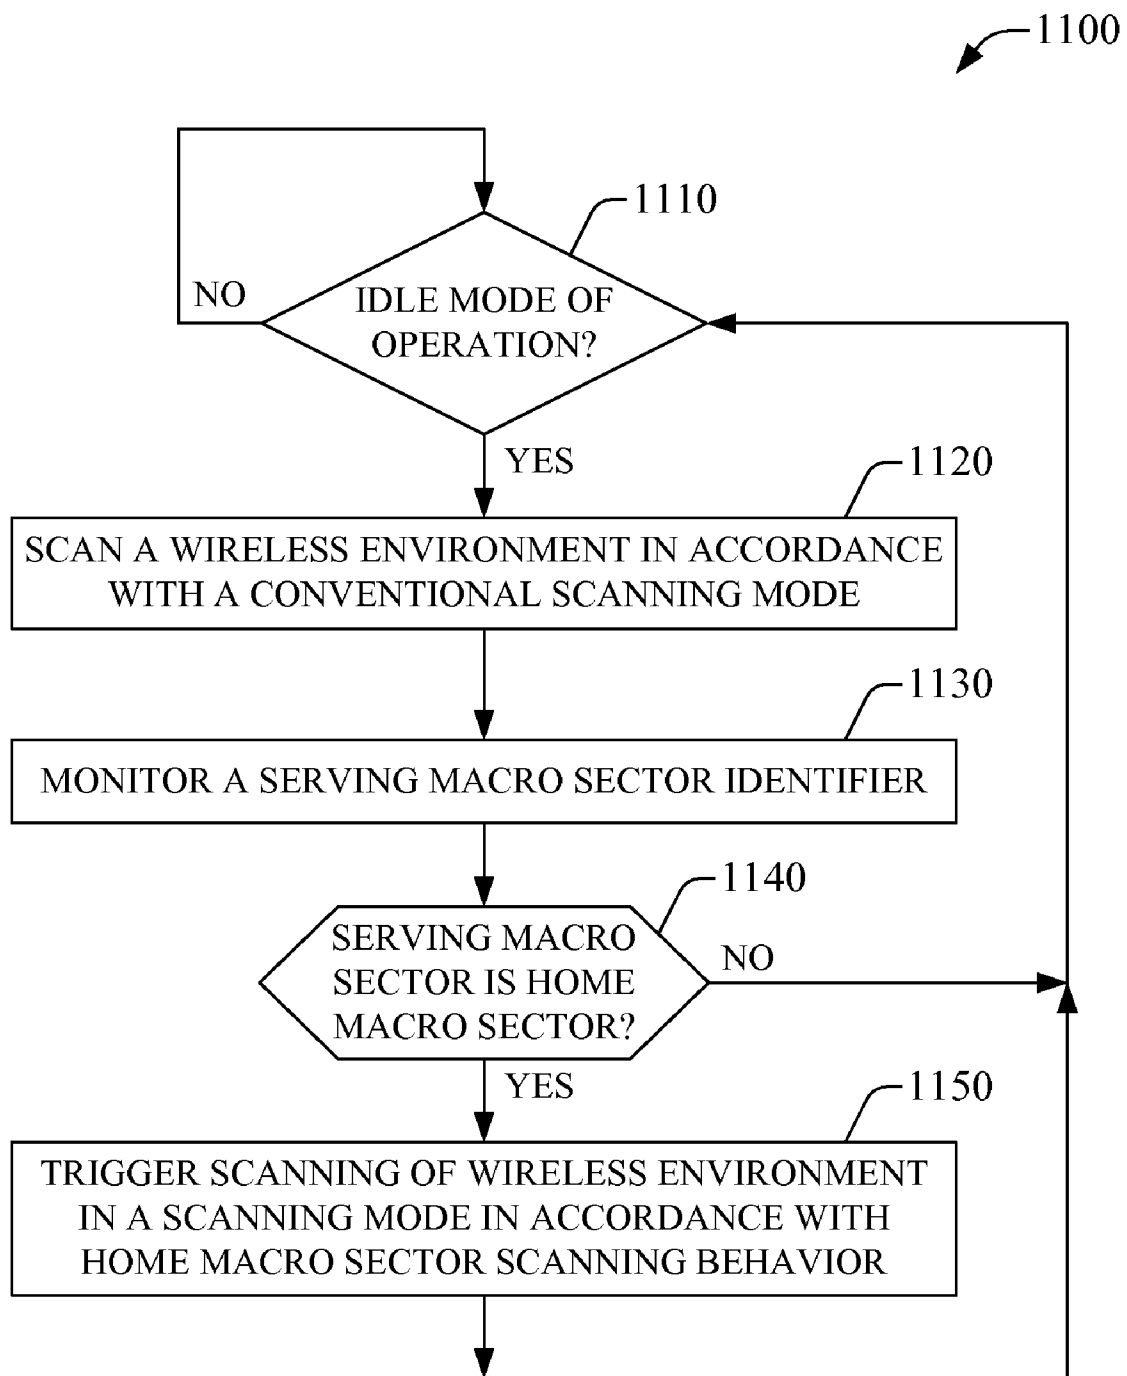 1100
1110
NO
IDLE MODE OF
OPERATION?
YES
1120
SCAN A WIRELESS ENVIRONMENT IN ACCORDANCE
WITH A CONVENTIONAL SCANNING MODE
1130
MONITOR A SERVING MACRO SECTOR IDENTIFIER
1140
SERVING MACRO
SECTOR IS HOME
MACRO SECTOR?
NO
YES
1150
TRIGGER SCANNING OF WIRELESS ENVIRONMENT
IN A SCANNING MODE IN ACCORDANCE WITH
HOME MACRO SECTOR SCANNING BEHAVIOR